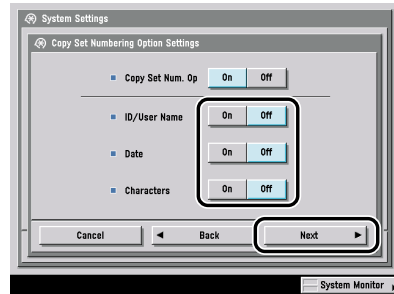 System Settings
Copy Set Numbering Option Settings
Copy Set Num. Op On Off
ID/User Name On Off
Date On Off
Characters On Off
Cancel Back Next
System Monitor